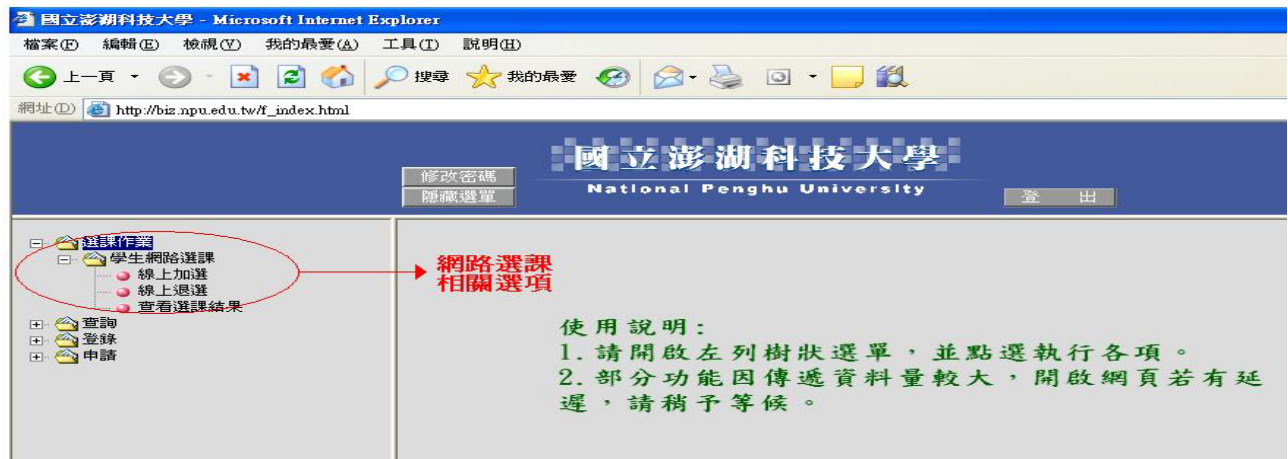 國立澎湖科技大學 - Microsoft Internet Explorer
檔案(F) 編輯(E) 檢視(V) 我的最愛(A) 工具(T) 說明(H)
上一頁 搜尋 我的最愛
網址(D) http://biz.npu.edu.tw/f_index.html
國立澎湖科技大學
修改密碼
National Penghu University
隱藏選單 登 出
選課作業
學生網路選課
線上加選
線上退選
查看選課結果
查詢
登錄
申請
網路選課
相關選項
使用說明:
1.請開啟左列樹狀選單,並點選執行各項。
2.部分功能因傳遞資料量較大,開啟網頁若有延
遲,請稍予等候。